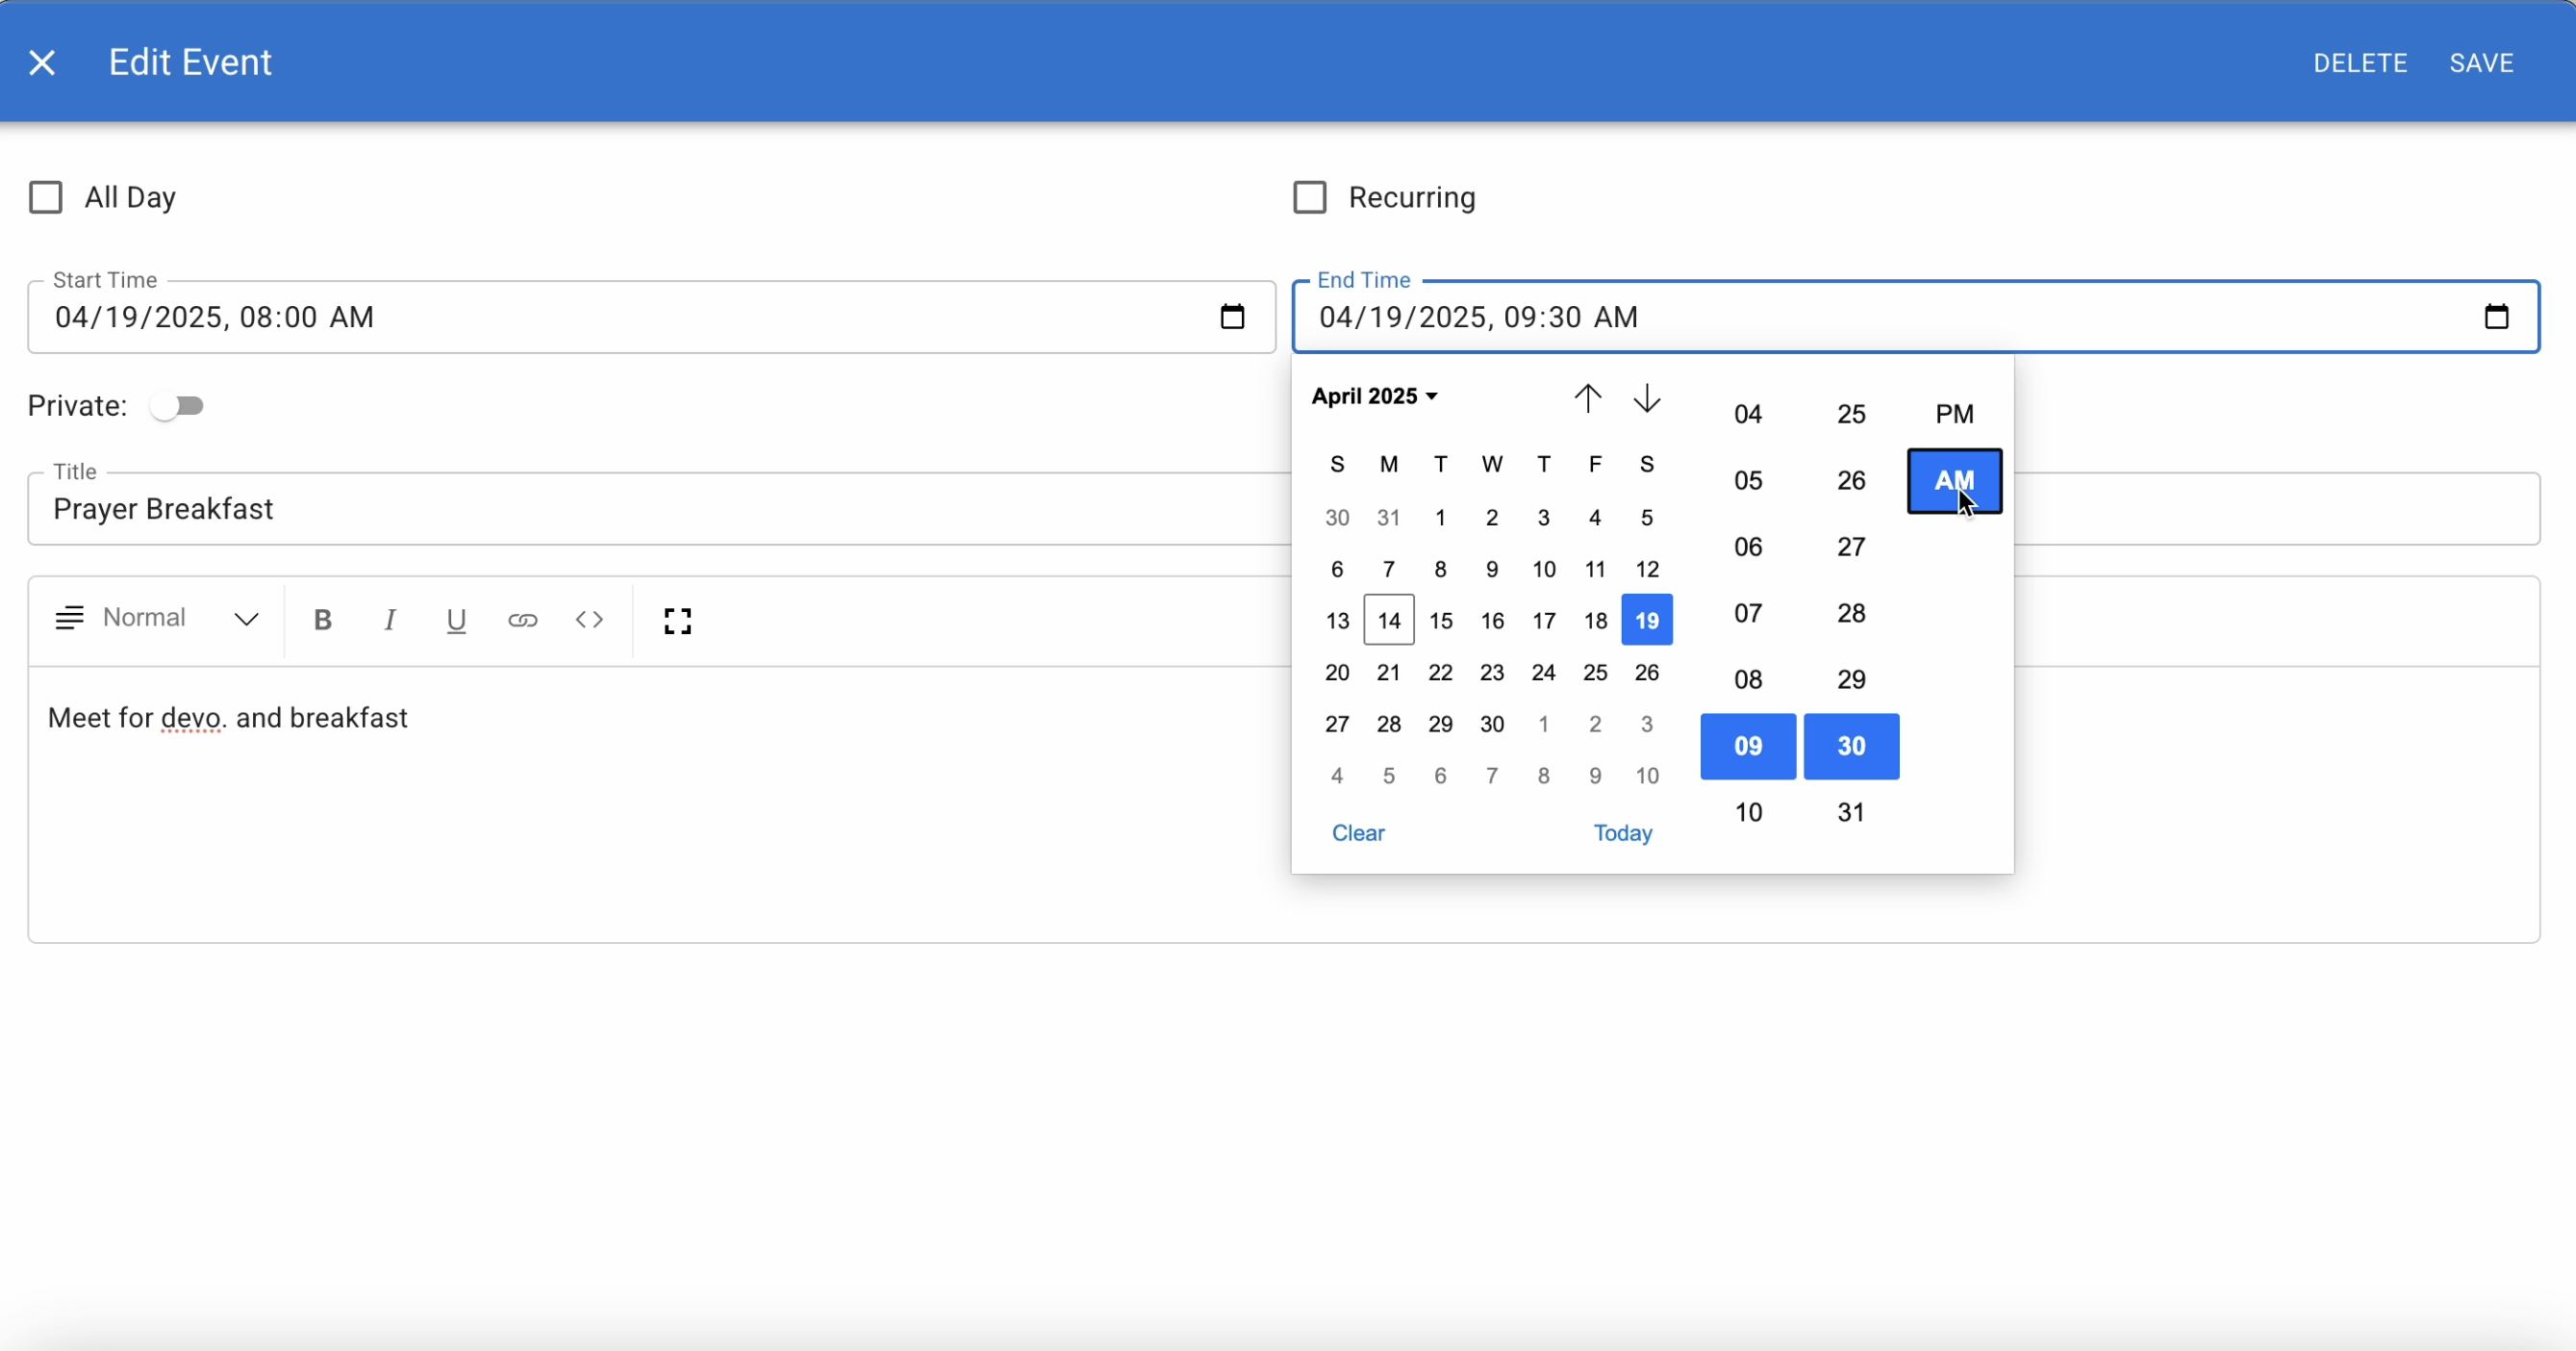 Edit Event
DELETE SAVE
All Day
Recurring
Start Time
04/19/2025, 08:00 AM
End Time
04/19/2025, 09:30 AM
Private:
Title
Prayer Breakfast
Normal B I U <>
Meet for devo. and breakfast
April 2025
S M T W T F S
30 31 1 2 3 4 5
6 7 8 9 10 11 12
13 14 15 16 17 18 19
20 21 22 23 24 25 26
27 28 29 30 1 2 3
4 5 6 7 8 9 10
Clear Today
04 25 PM
05 26 AM
06 27
07 28
08 29
09 30
10 31